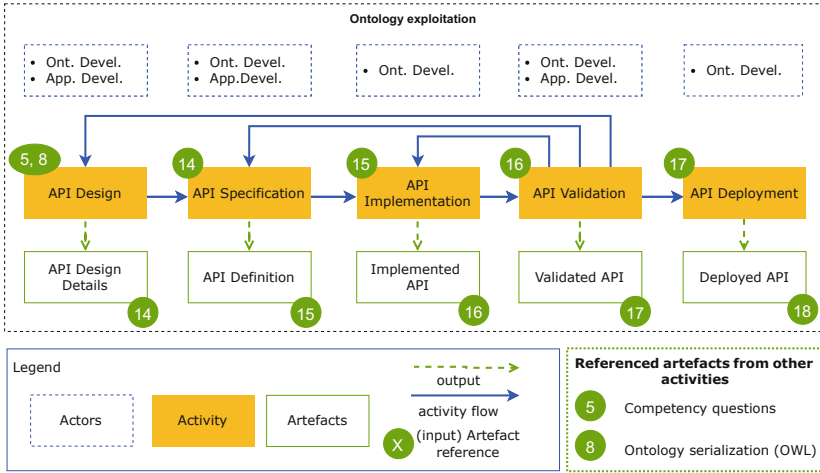 Ontology exploitation
• Ont. Devel.
• App. Devel.
• Ont. Devel.
• App.Devel.
• Ont. Devel.
• Ont. Devel.
• App. Devel.
• Ont. Devel.
5, 8
14
15
16
17
API Design
API Specification
API
Implementation
API Validation
API Deployment
API Design
Details
API Definition
Implemented
API
Validated API
Deployed API
14
15
16
17
18
Legend
Actors
Activity
Artefacts
output
activity flow
X
(input) Artefact
reference
Referenced artefacts from other
activities
5
Competency questions
8
Ontology serialization (OWL)